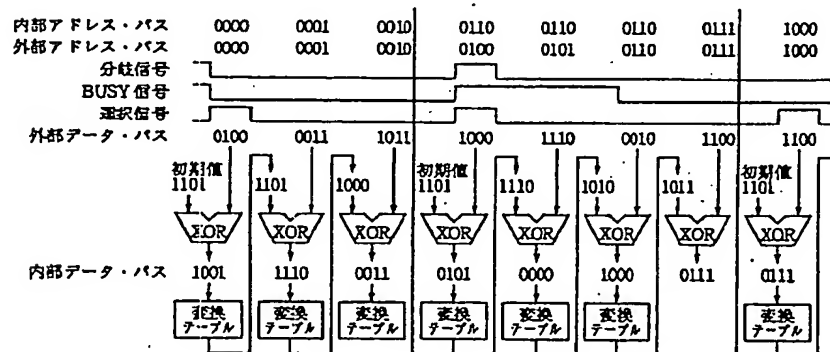 内部アドレス・バス 0000 0001 0010 0110 0110 0110 0111 1000
外部アドレス・バス 0000 0001 0010 0100 0101 0110 0111 1000
分岐信号
BUSY信号
選択信号
外部データ・バス 0100 0011 1011 1000 1110 0010 1100 1100
初期値 初期値 初期値
1101 1101 1000 1101 1110 1010 1011 1101
XOR XOR XOR XOR XOR XOR XOR XOR
内部データ・バス 1001 1110 0011 0101 0000 1000 0111 0111
変換 変換 変換 変換 変換 変換 変換
テーブル テーブル テーブル テーブル テーブル テーブル テーブル